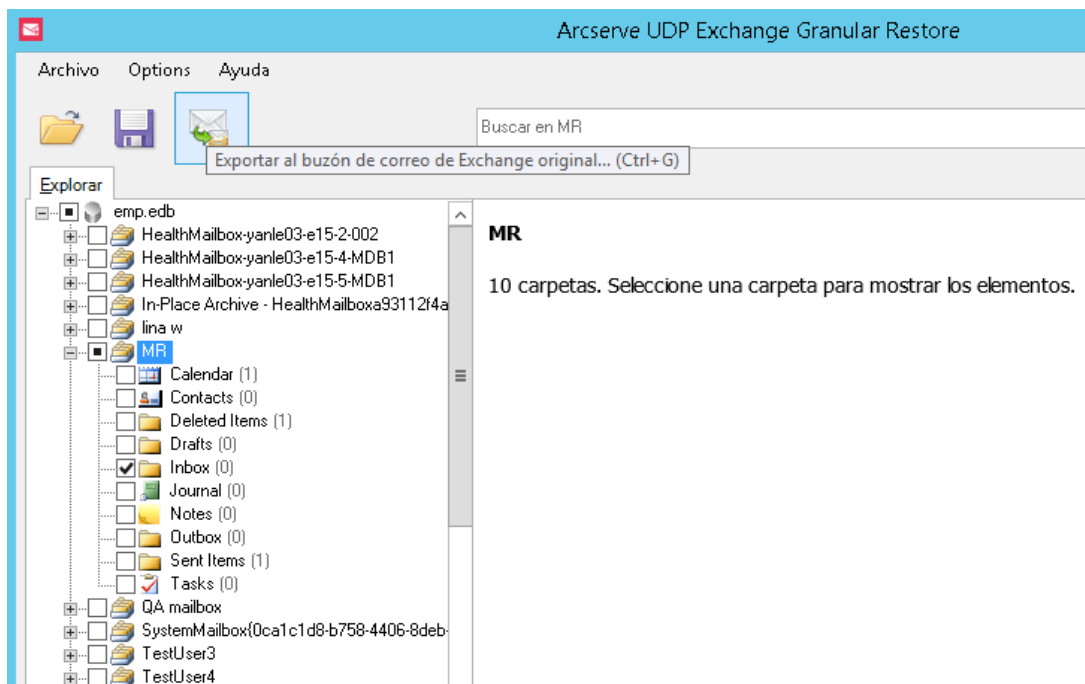 Arcserve UDP Exchange Granular Restore
Archivo Options Ayuda
Buscar en MR
Exportar al buzón de correo de Exchange original... (Ctrl+G)
Explorar
emp.edb
HealthMailbox-yanle03-e15-2-002
HealthMailbox-yanle03-e15-4-MDB1
HealthMailbox-yanle03-e15-5-MDB1
In-Place Archive - HealthMailboxa93112f4a
lina w
MR
Calendar (1)
Contacts (0)
Deleted Items (1)
Drafts (0)
Inbox (0)
Journal (0)
Notes (0)
Outbox (0)
Sent Items (1)
Tasks (0)
QA mailbox
SystemMailbox{0ca1c1d8-b758-4406-8deb-
TestUser3
TestUser4
MR
10 carpetas. Seleccione una carpeta para mostrar los elementos.